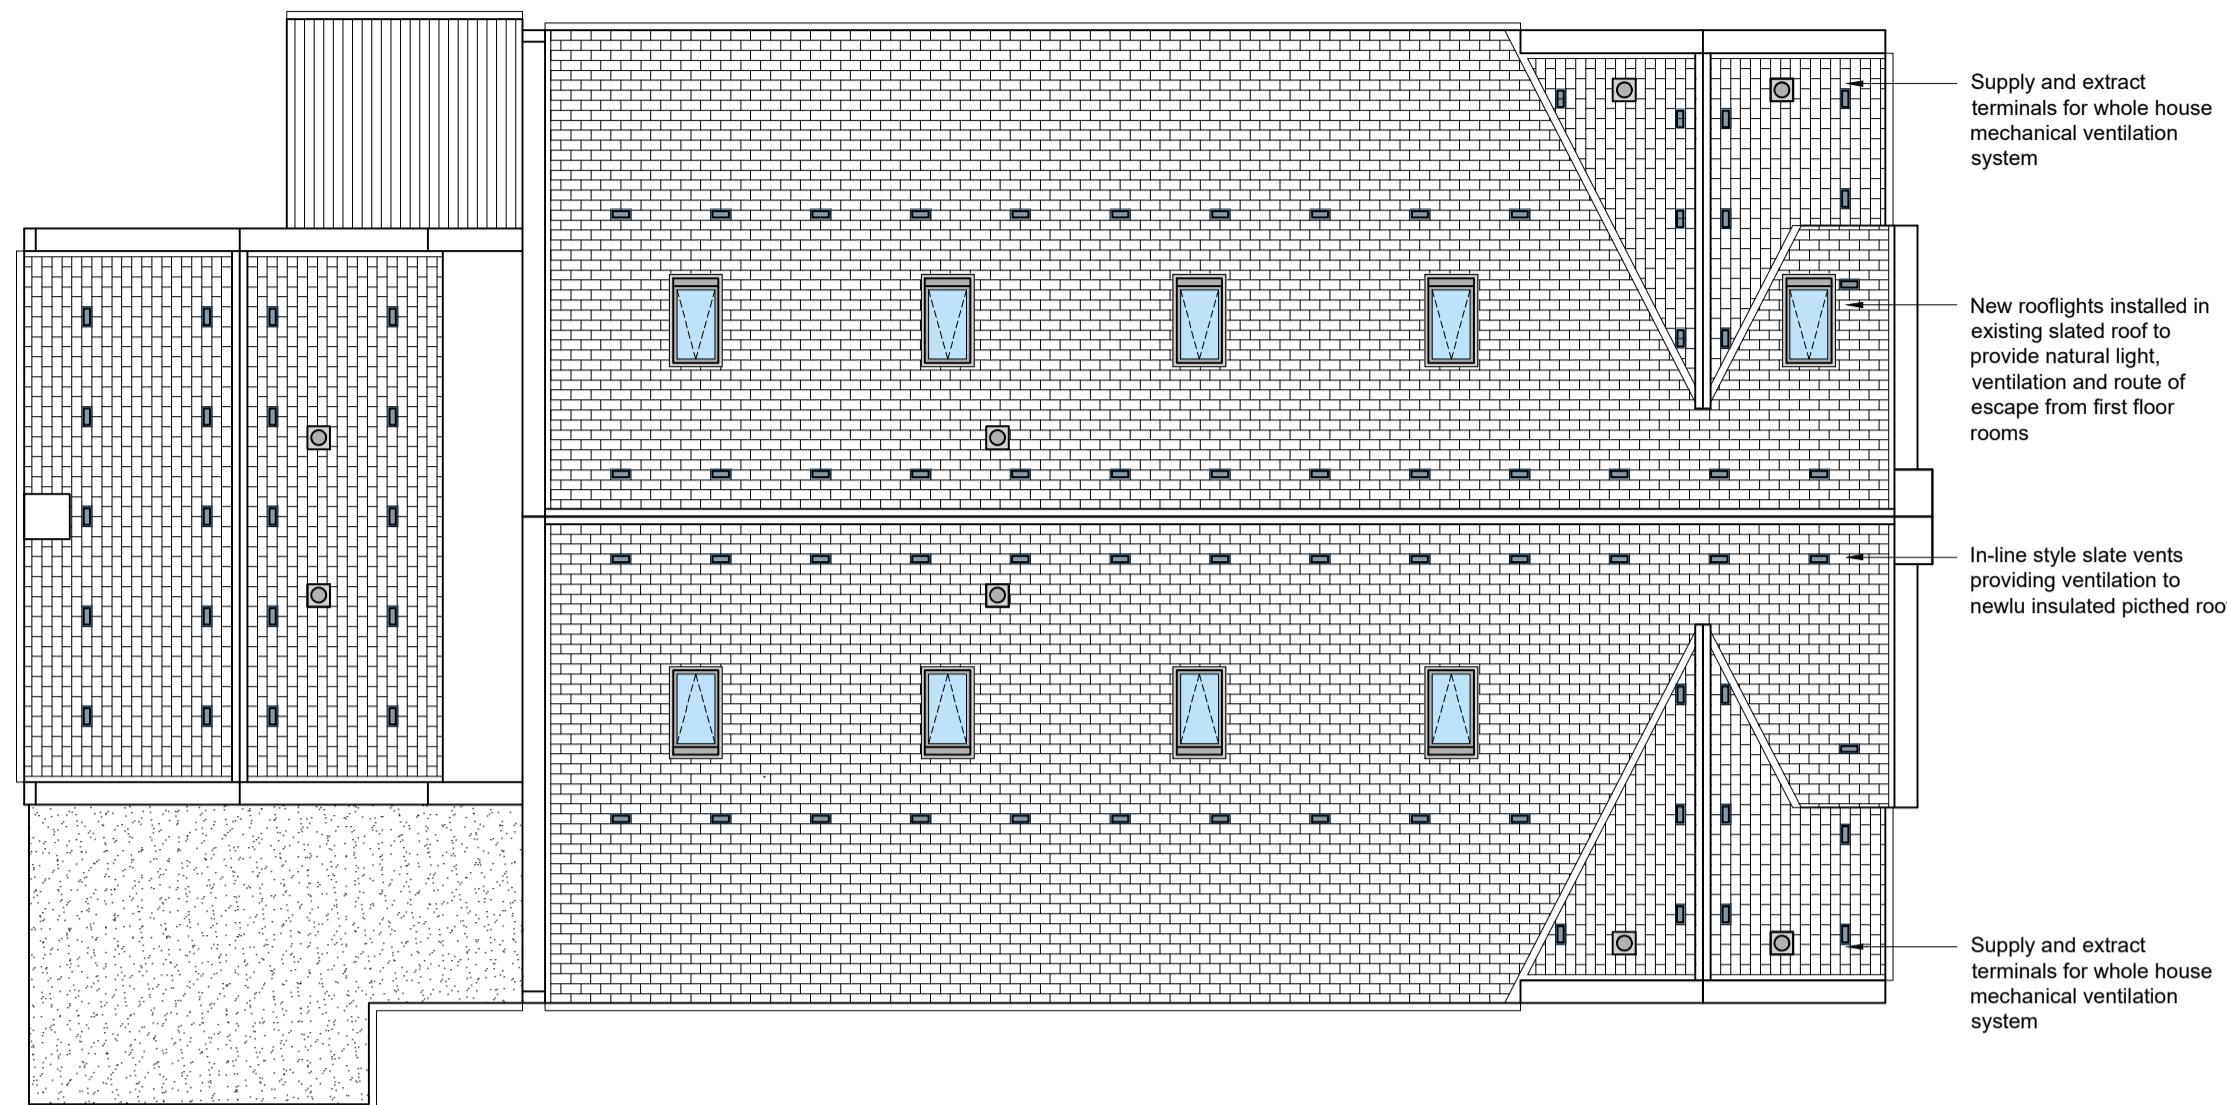 Supply and extract
terminals for whole house
mechanical ventilation
system
New rooflights installed in
existing slated roof to
provide natural light,
ventilation and route of
escape from first floor
rooms
In-line style slate vents
providing ventilation to
newlu insulated picthed roo
Supply and extract
terminals for whole house
mechanical ventilation
system